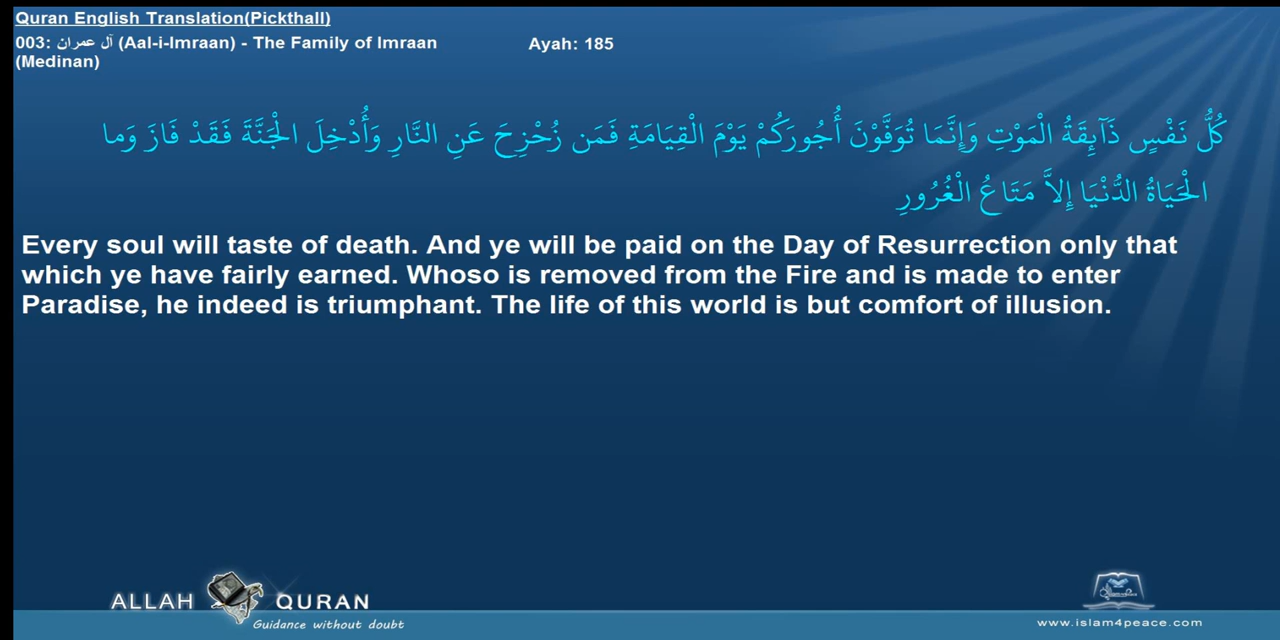 Quran English Translation(Pickthall)
003: آل عمران (Aal-i-Imraan) - The Family of Imraan
(Medinan)
Ayah: 185
كُلُّ نَفْسٍ ذَآئِقَةُ الْمَوْتِ وَإِنَّمَا تُوَفَّوْنَ أُجُورَكُمْ يَوْمَ الْقِيَامَةِ فَمَن زُحْزِحَ عَنِ النَّارِ وَأُدْخِلَ الْجَنَّةَ فَقَدْ فَازَ وَما
الْحَيَاةُ الدُّنْيَا إِلاَّ مَتَاعُ الْغُرُورِ
Every soul will taste of death. And ye will be paid on the Day of Resurrection only that
which ye have fairly earned. Whoso is removed from the Fire and is made to enter
Paradise, he indeed is triumphant. The life of this world is but comfort of illusion.
ALLAH QURAN
Guidance without doubt
www.islam4peace.com